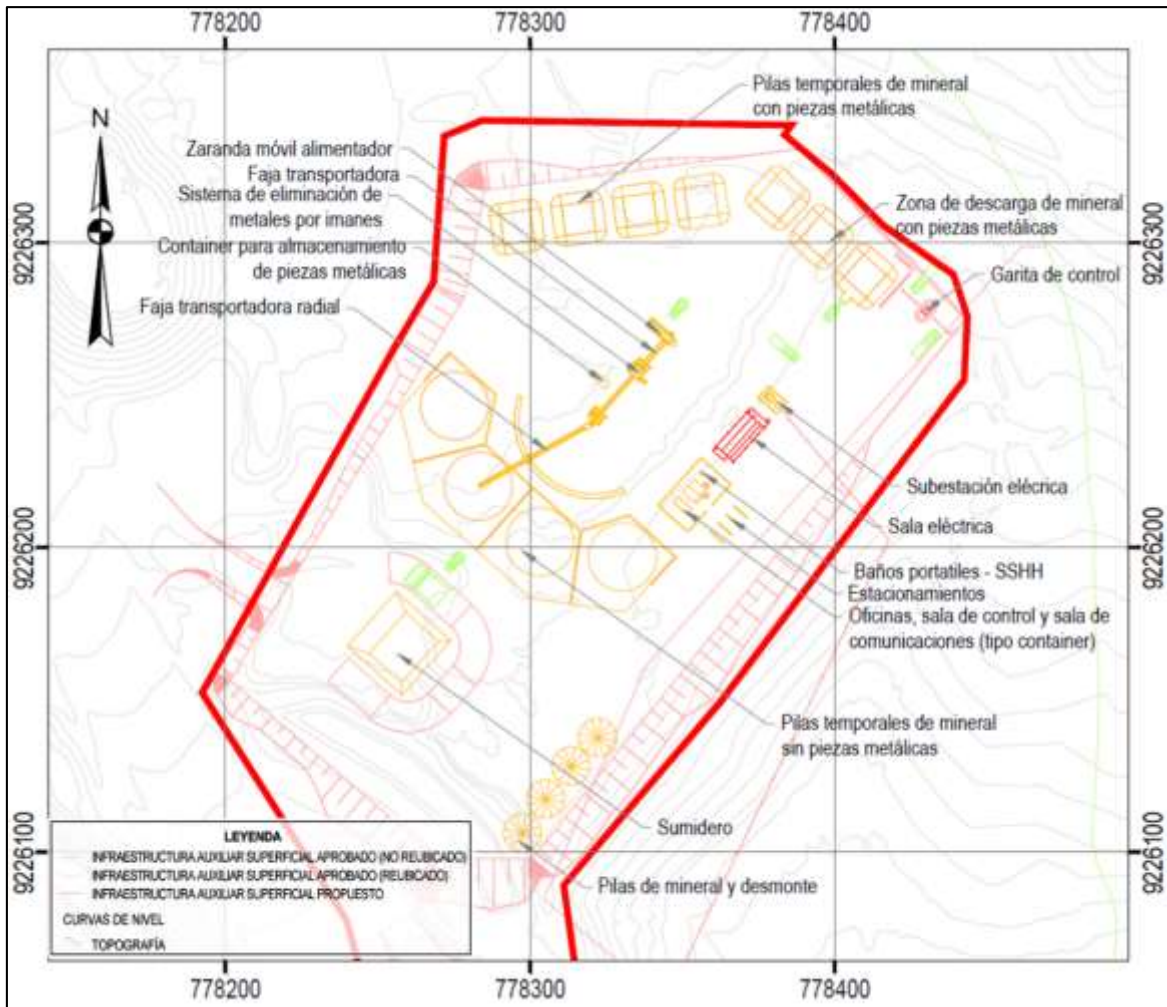 778200
778300
778400
Pilas temporales de mineral
con piezas metálicas
N
Zaranda móvil alimentador
Faja transportadora
Sistema de eliminación de
metales por imanes
Container para almacenamiento
de piezas metálicas
Faja transportadora radial
Zona de descarga de mineral
con piezas metálicas
Garita de control
9226300
9226300
Subestación elécrica
Sala eléctrica
9226200
9226200
Baños portatiles - SSHH
Estacionamientos
Oficinas, sala de control y sala de
comunicaciones (tipo container)
Pilas temporales de mineral
sin piezas metálicas
Sumidero
Pilas de mineral y desmonte
9226100
9226100
LEYENDA
INFRAESTRUCTURA AUXILIAR SUPERFICIAL APROBADO (NO REUBICADO)
INFRAESTRUCTURA AUXILIAR SUPERFICIAL APROBADO (REUBICADO)
INFRAESTRUCTURA AUXILIAR SUPERFICIAL PROPUESTO
CURVAS DE NIVEL
TOPOGRAFÍA
778200
778300
778400